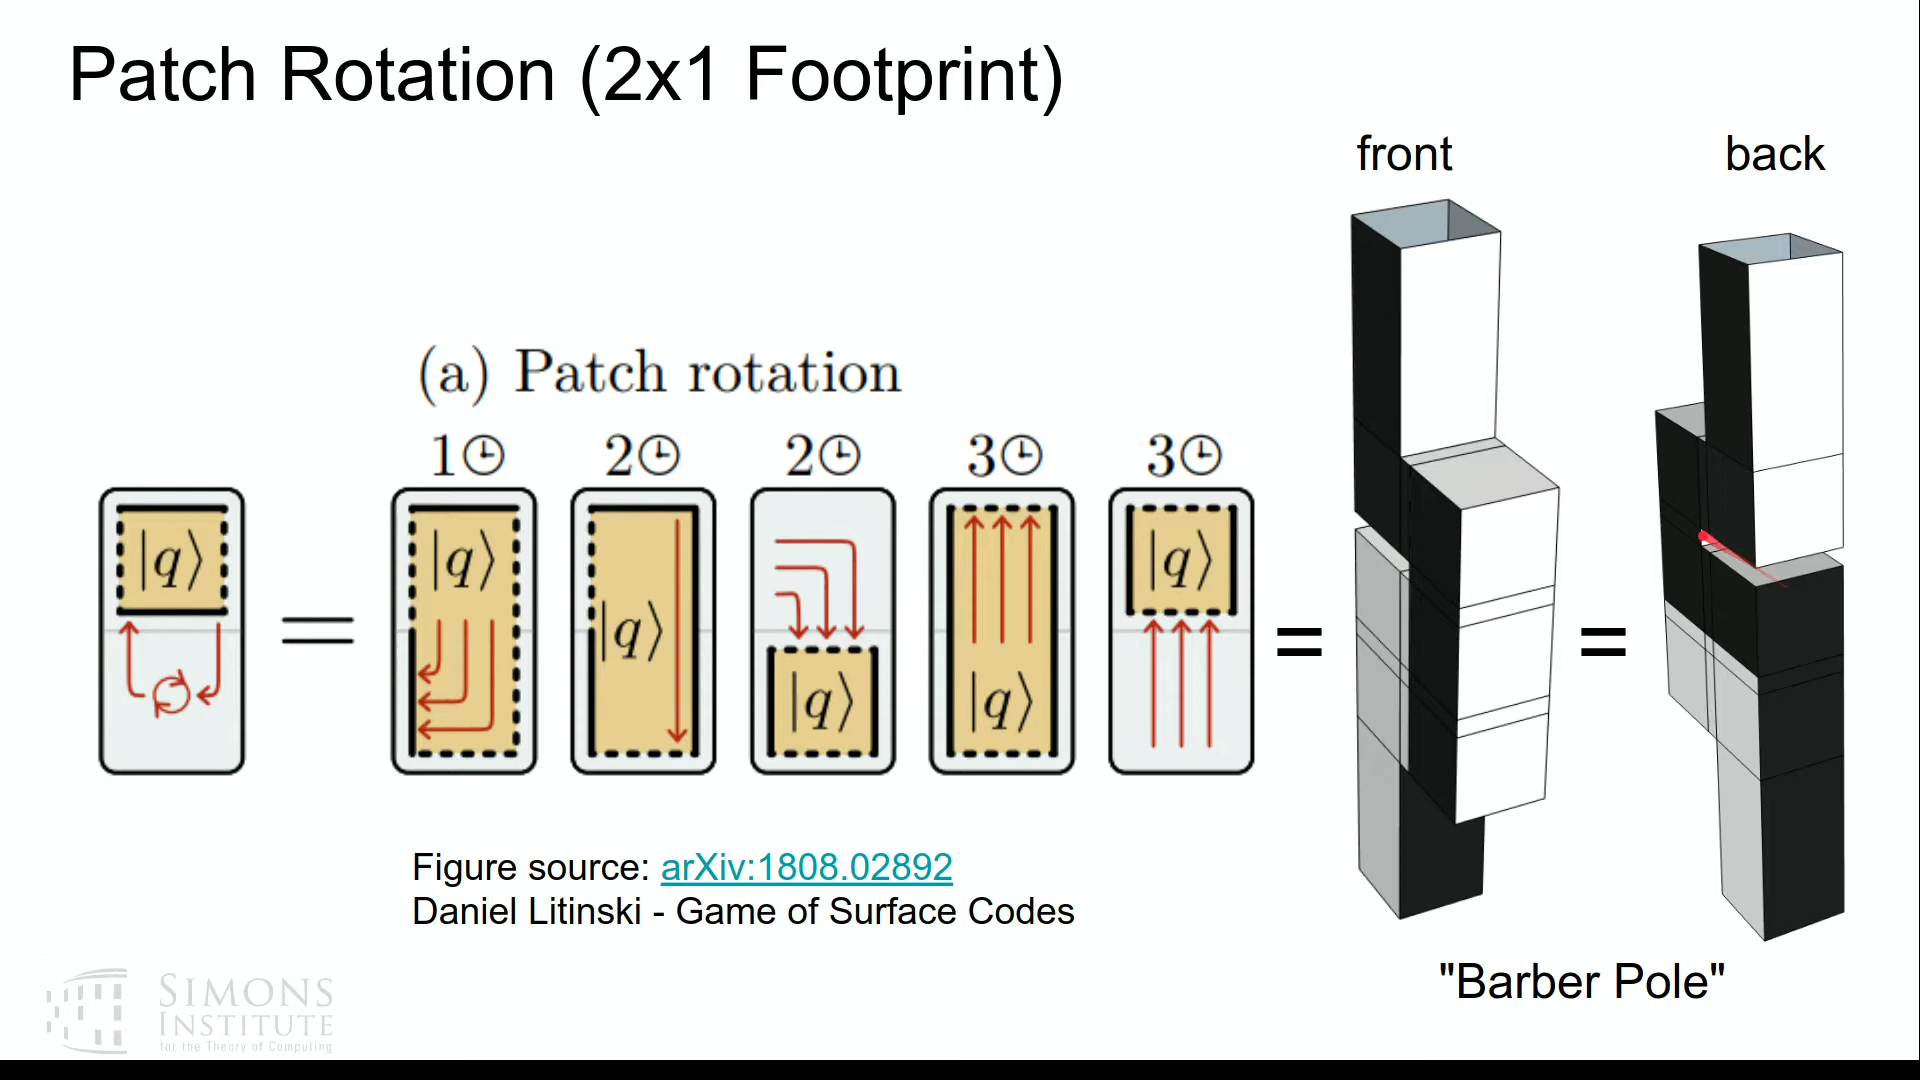 Patch Rotation (2x1 Footprint)
front
back
(a) Patch rotation
1
2
2
3
3
|q⟩
=
|q⟩
|q⟩
|q⟩
|q⟩
|q⟩
=
=
Figure source: arXiv:1808.02892
Daniel Litinski - Game of Surface Codes
"Barber Pole"
SIMONS
INSTITUTE
for the Theory of Computing